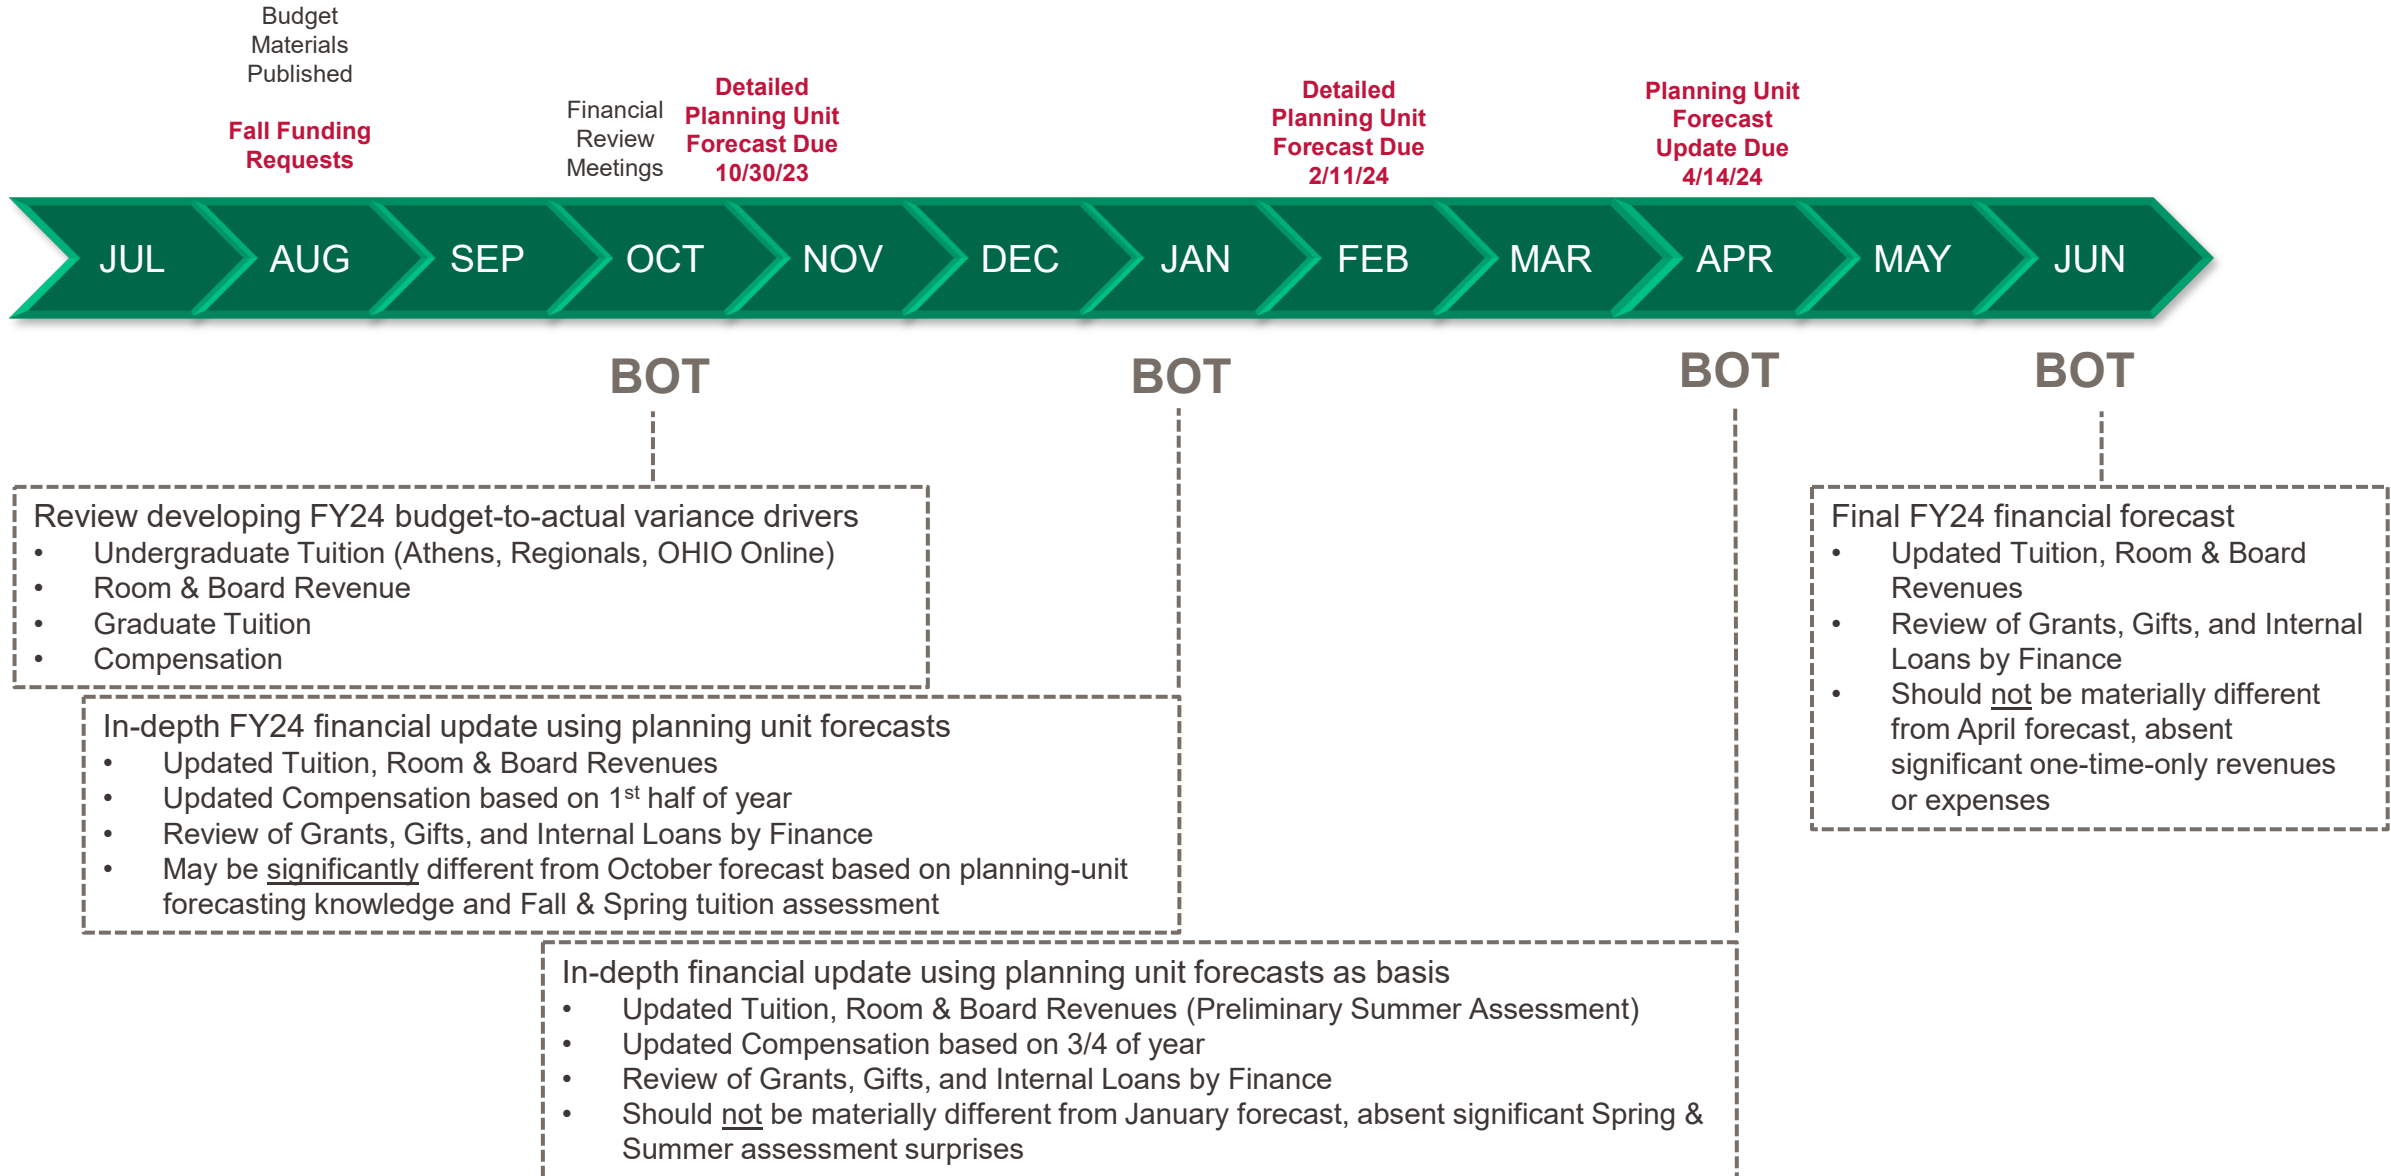 Budget
Materials
Published
Fall Funding
Requests
Financial
Review
Meetings
Detailed
Planning Unit
Forecast Due
10/30/23
Detailed
Planning Unit
Forecast Due
2/11/24
Planning Unit
Forecast
Update Due
4/14/24
JUL
AUG
SEP
OCT
NOV
DEC
JAN
FEB
MAR
APR
MAY
JUN
BOT
BOT
BOT
BOT
Review developing FY24 budget-to-actual variance drivers
• Undergraduate Tuition (Athens, Regionals, OHIO Online)
• Room & Board Revenue
• Graduate Tuition
• Compensation
In-depth FY24 financial update using planning unit forecasts
• Updated Tuition, Room & Board Revenues
• Updated Compensation based on 1st half of year
• Review of Grants, Gifts, and Internal Loans by Finance
• May be significantly different from October forecast based on planning-unit
forecasting knowledge and Fall & Spring tuition assessment
In-depth financial update using planning unit forecasts as basis
• Updated Tuition, Room & Board Revenues (Preliminary Summer Assessment)
• Updated Compensation based on 3/4 of year
• Review of Grants, Gifts, and Internal Loans by Finance
• Should not be materially different from January forecast, absent significant Spring &
Summer assessment surprises
Final FY24 financial forecast
• Updated Tuition, Room & Board
Revenues
• Review of Grants, Gifts, and Internal
Loans by Finance
• Should not be materially different
from April forecast, absent
significant one-time-only revenues
or expenses